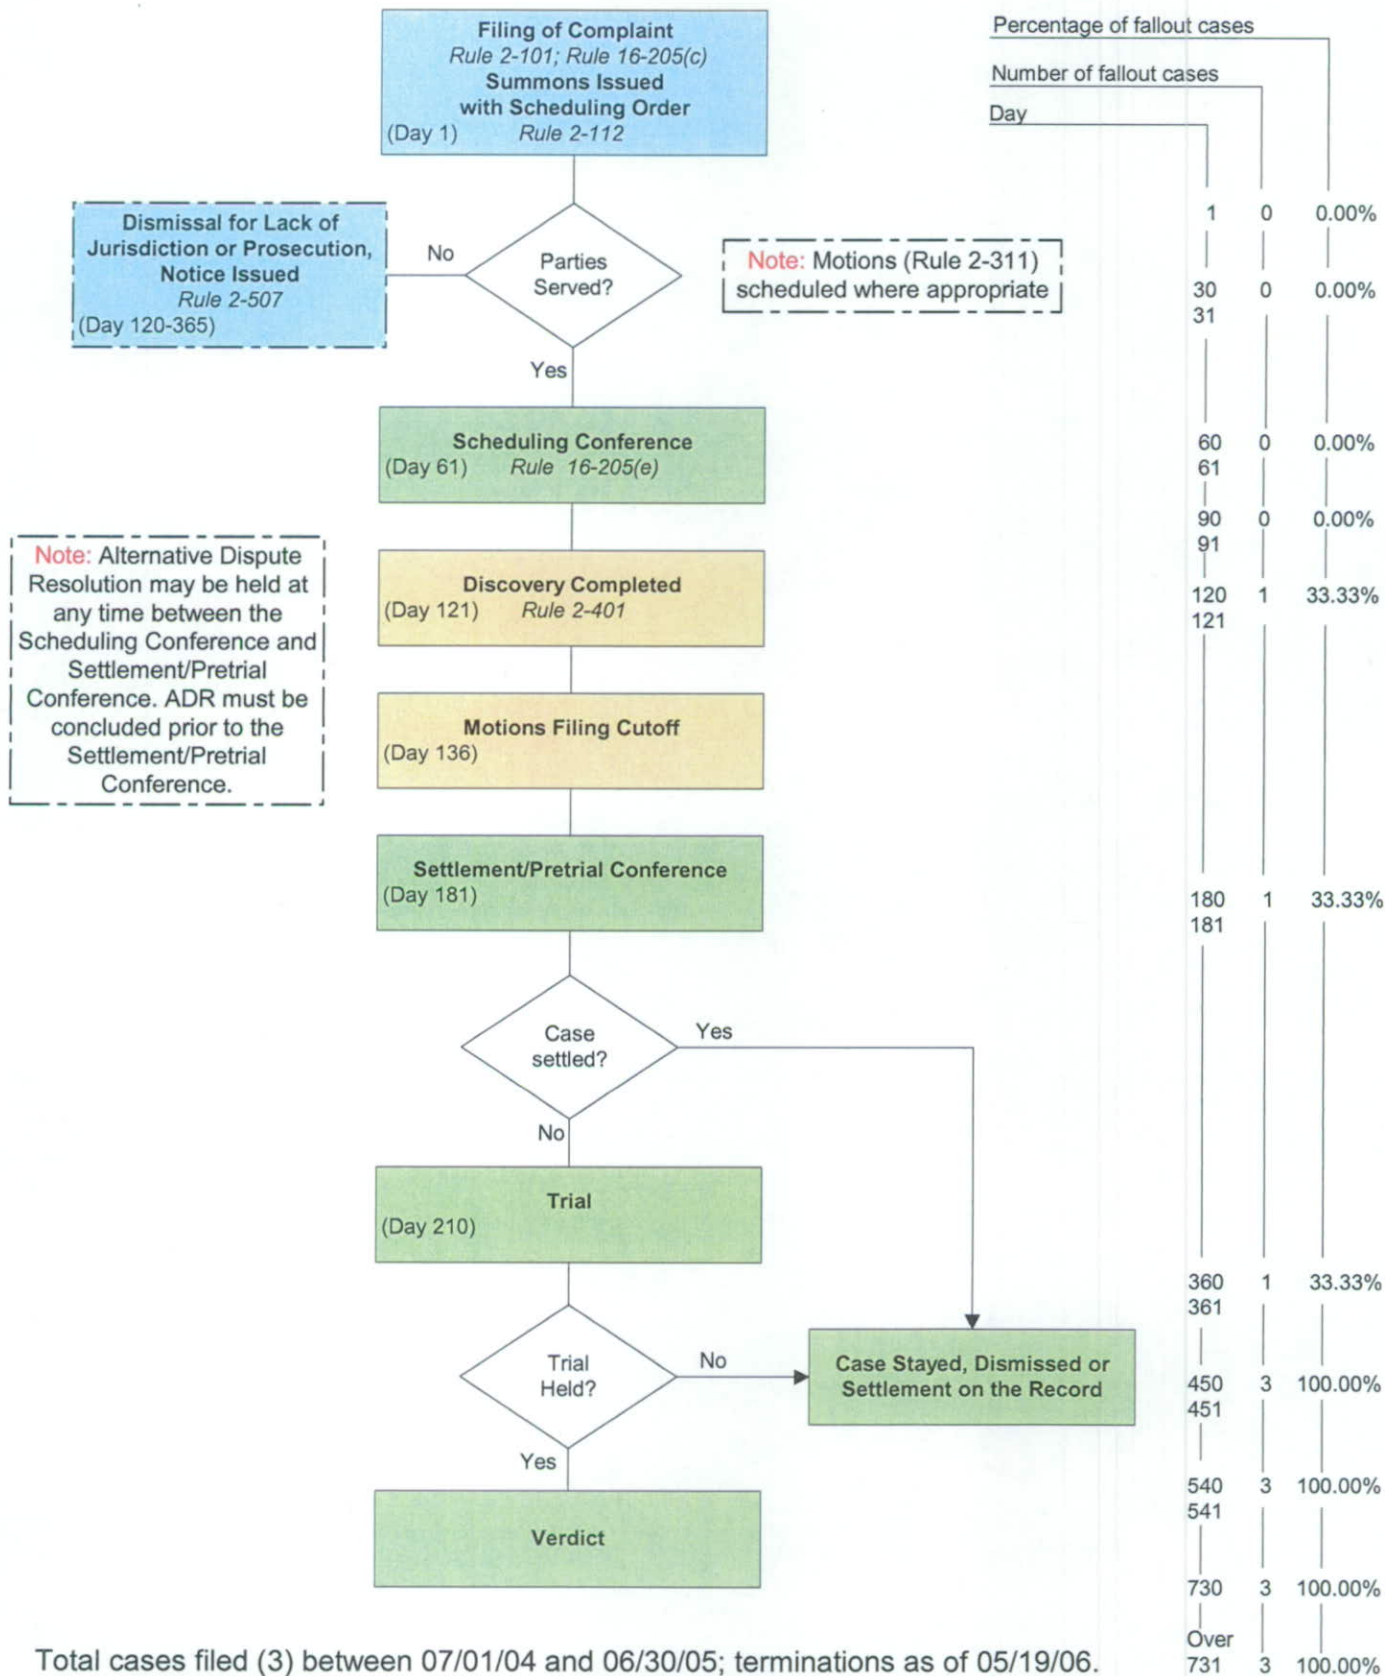 Filing of Complaint
Rule 2-101; Rule 16-205(c)
Summons Issued
with Scheduling Order
(Day 1) Rule 2-112
Percentage of fallout cases
Number of fallout cases
Day
Dismissal for Lack of
Jurisdiction or Prosecution,
Notice Issued
Rule 2-507
(Day 120-365)
No
Parties
Served?
Yes
Note: Motions (Rule 2-311)
scheduled where appropriate
Scheduling Conference
(Day 61) Rule 16-205(e)
Note: Alternative Dispute
Resolution may be held at
any time between the
Scheduling Conference and
Settlement/Pretrial
Conference. ADR must be
concluded prior to the
Settlement/Pretrial
Conference.
Discovery Completed
(Day 121) Rule 2-401
Motions Filing Cutoff
(Day 136)
Settlement/Pretrial Conference
(Day 181)
Case
settled?
Yes
No
Trial
(Day 210)
Trial
Held?
No
Yes
Case Stayed, Dismissed or
Settlement on the Record
Verdict
1 0 0.00%
30 0 0.00%
31
60 0 0.00%
61
90 0 0.00%
91
120 1 33.33%
121
180 1 33.33%
181
360 1 33.33%
361
450 3 100.00%
451
540 3 100.00%
541
730 3 100.00%
Over
731 3 100.00%
Total cases filed (3) between 07/01/04 and 06/30/05; terminations as of 05/19/06.